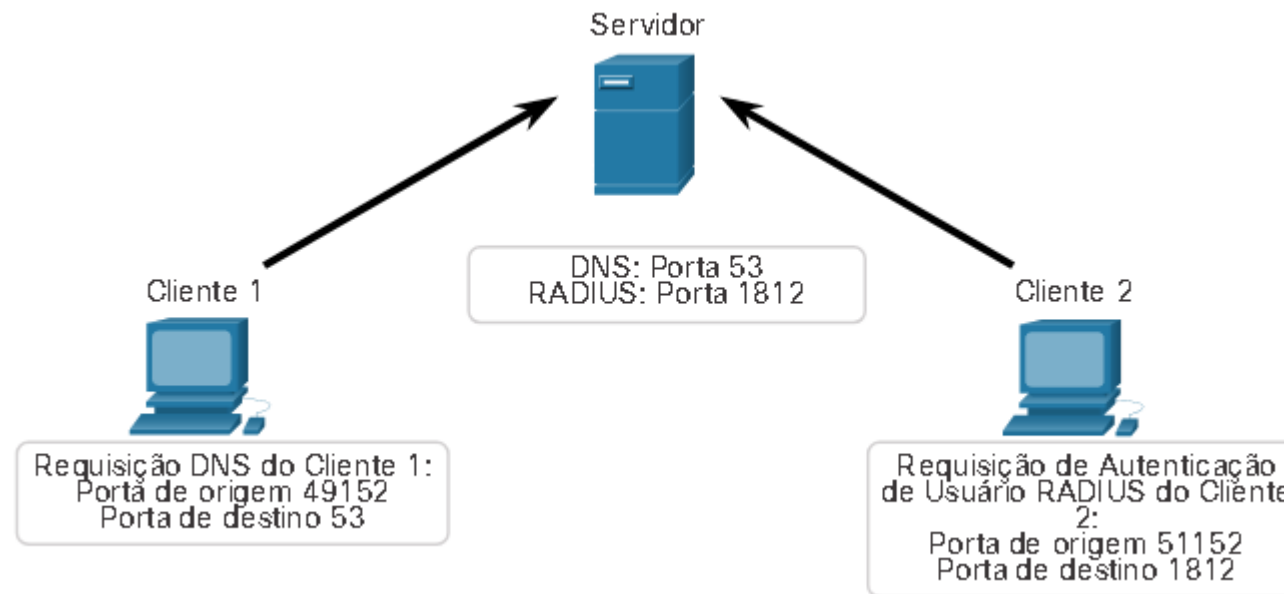 Servidor
DNS: Porta 53
RADIUS: Porta 1812
Cliente 1
Requisição DNS do Cliente 1:
Porta de origem 49152
Porta de destino 53
Cliente 2
Requisição de Autenticação
de Usuário RADIUS do Cliente
2:
Porta de origem 51152
Porta de destino 1812